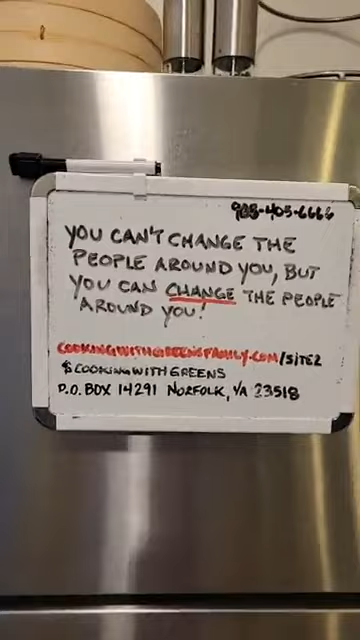 908-405-6666
YOU CAN'T CHANGE THE
PEOPLE AROUND YOU, BUT
YOU CAN CHANGE THE PEOPLE
AROUND YOU!
COOKINGWITHGREENSFAMILY.COM/SITE2
$COOKINGWITHGREENS
P.O. BOX 14291 NORFOLK, VA 23518